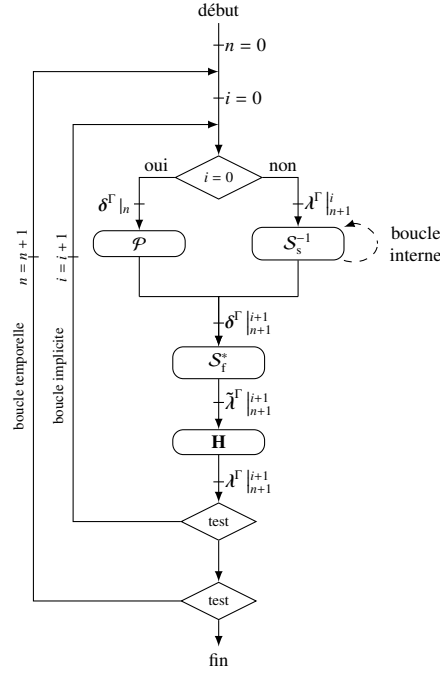 début
n = 0
i = 0
oui
i = 0
non
δ^Γ|_n
λ^Γ|^i_{n+1}
𝒫
𝒮_s^{-1}
boucle
interne
n = n + 1
i = i + 1
boucle temporelle
boucle implicite
δ^Γ|^{i+1}_{n+1}
𝒮_f^*
λ̃^Γ|^{i+1}_{n+1}
H
λ^Γ|^{i+1}_{n+1}
test
test
fin